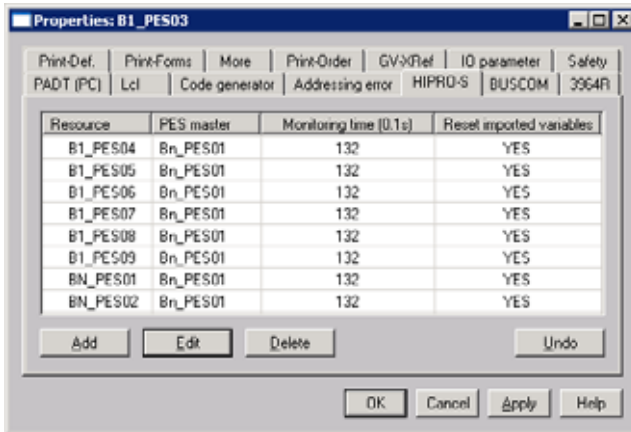 Properties: B1_PES03
Print-Def. Print-Forms More Print-Order GV-XRef IO parameter Safety
PADT (PC) Lcl Code generator Addressing error HIPRO-S BUSCOM 3964R
Resource PES master Monitoring time (0.1s) Reset imported variables
B1_PES04 Bn_PES01 132 YES
B1_PES05 Bn_PES01 132 YES
B1_PES06 Bn_PES01 132 YES
B1_PES07 Bn_PES01 132 YES
B1_PES08 Bn_PES01 132 YES
B1_PES09 Bn_PES01 132 YES
BN_PES01 Bn_PES01 132 YES
BN_PES02 Bn_PES01 132 YES
Add Edit Delete Undo
OK Cancel Apply Help